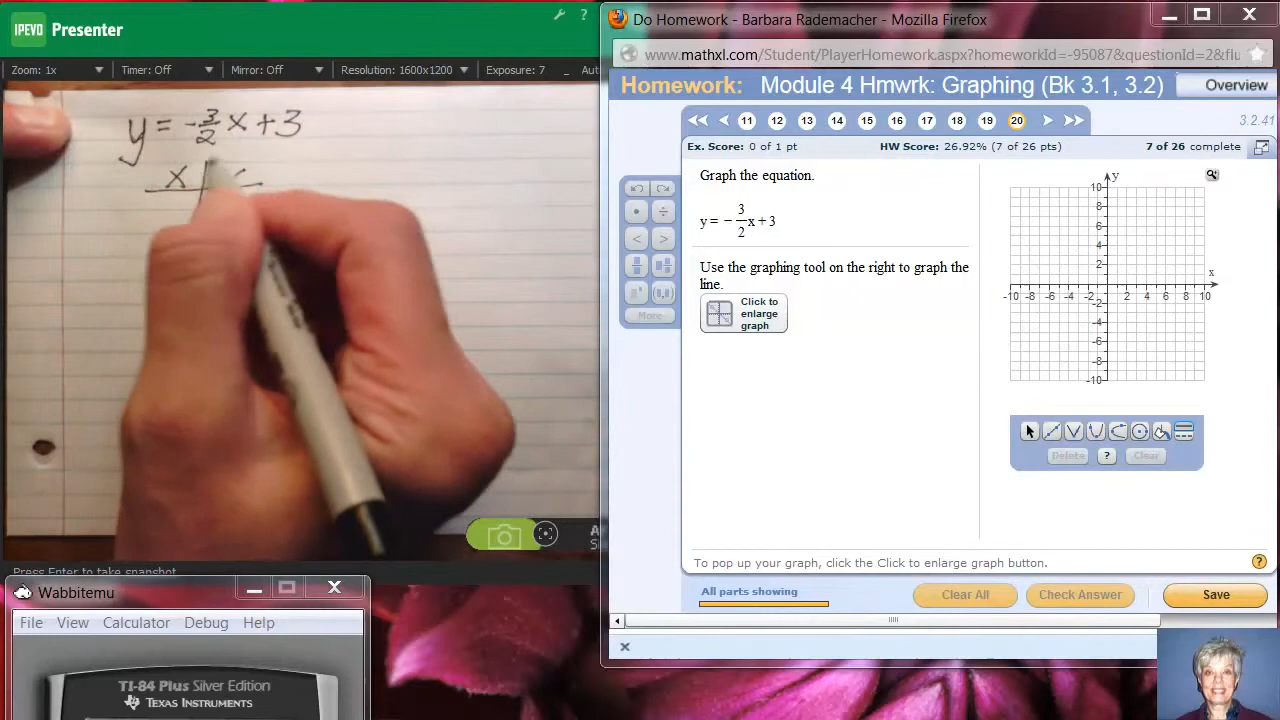 IPEVO Presenter
?
Zoom: 1x Timer: Off Mirror: Off Resolution: 1600x1200 Exposure: 7
y = -3/2 x + 3
x
Press Enter to take snapshot
Wabbitemu
File View Calculator Debug Help
TI-84 Plus Silver Edition
TEXAS INSTRUMENTS
Do Homework - Barbara Rademacher - Mozilla Firefox
www.mathxl.com/Student/PlayerHomework.aspx?homeworkId=-95087&questionId=2&flu
Homework: Module 4 Hmwrk: Graphing (Bk 3.1, 3.2) Overview
11 12 13 14 15 16 17 18 19 20 3.2.41
Ex. Score: 0 of 1 pt HW Score: 26.92% (7 of 26 pts) 7 of 26 complete
Graph the equation.
y = -3/2 x + 3
Use the graphing tool on the right to graph the
line.
Click to
enlarge
graph
More
y
10
8
6
4
2
x
-10 -8 -6 -4 -2 2 4 6 8 10
-2
-4
-6
-8
-10
Delete ? Clear
To pop up your graph, click the Click to enlarge graph button. ?
All parts showing Clear All Check Answer Save